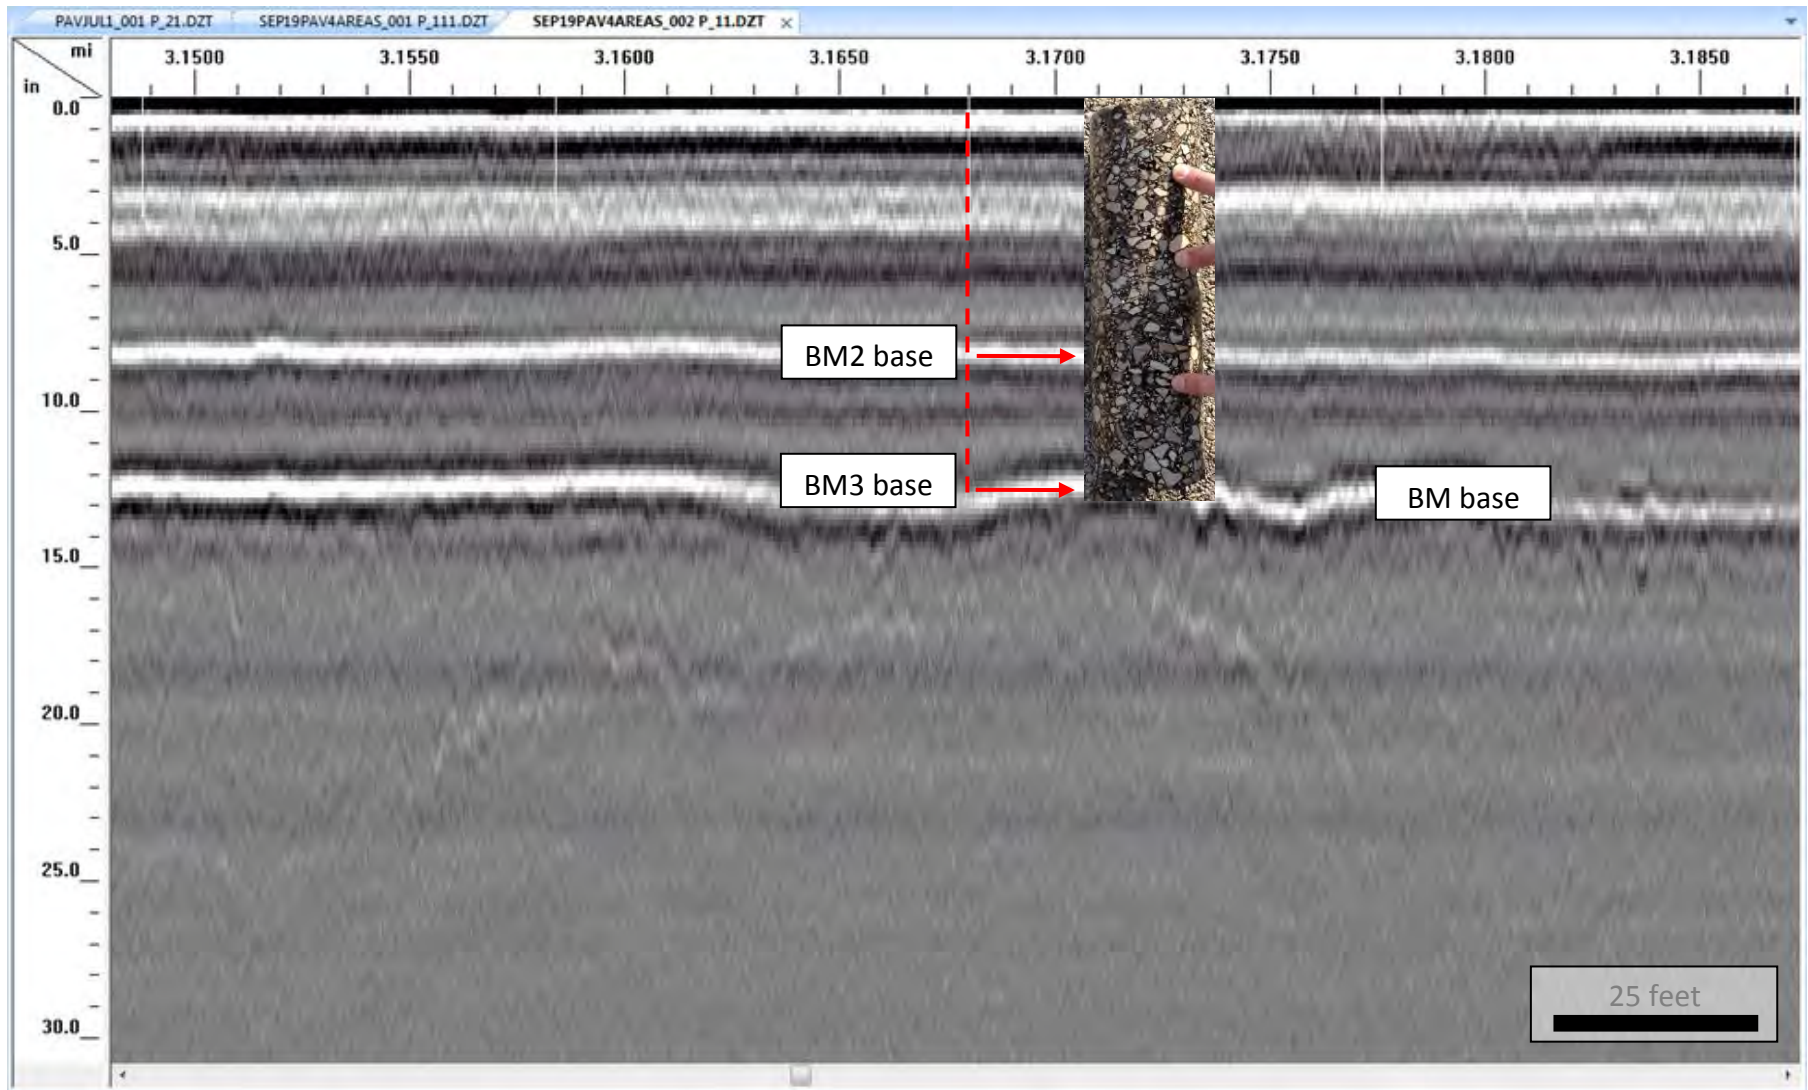 PAVJUL1_001 P_21.DZT SEP19PAV4AREAS_001 P_111.DZT SEP19PAV4AREAS_002 P_11.DZT ×
mi
3.1500 3.1550 3.1600 3.1650 3.1700 3.1750 3.1800 3.1850
in
0.0
5.0
BM2 base
10.0
BM3 base
BM base
15.0
20.0
25.0
25 feet
30.0